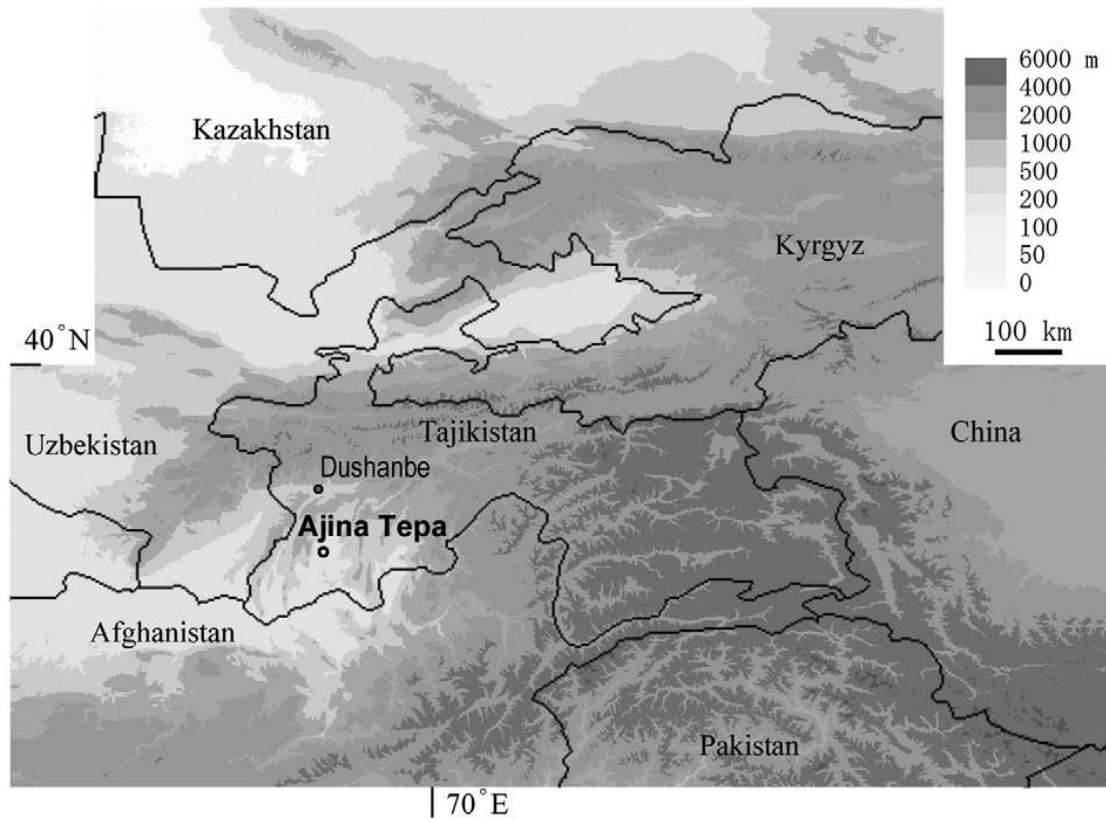 6000 m
4000
2000
1000
500
200
100
50
0
100 km
Kazakhstan
Kyrgyz
40°N
Uzbekistan
Tajikistan
China
Dushanbe
Ajina Tepa
Afghanistan
Pakistan
70°E